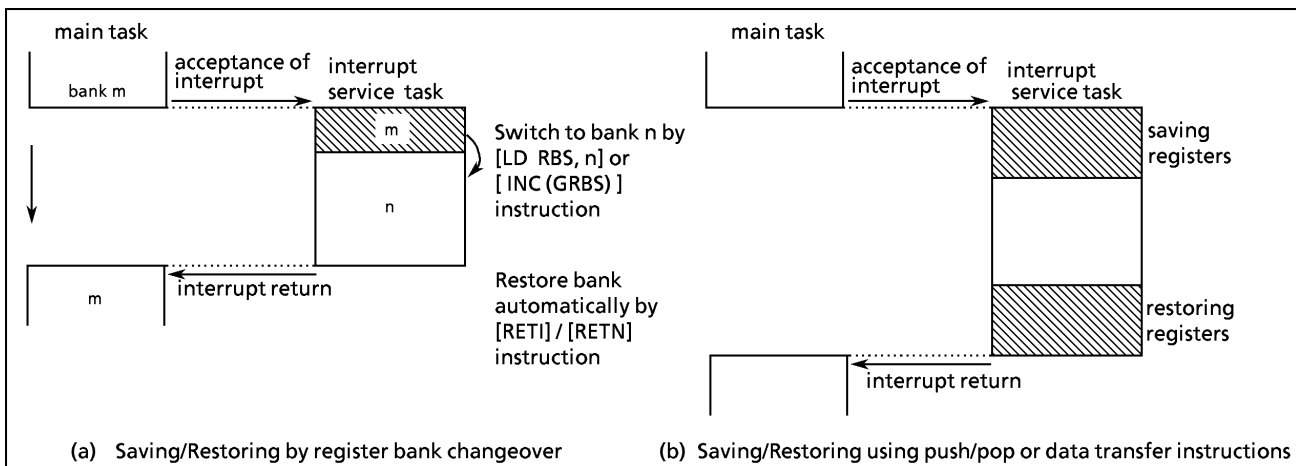 main task
bank m
acceptance of
interrupt
interrupt
service task
m
Switch to bank n by
[LD RBS, n] or
[ INC (GRBS) ]
instruction
n
interrupt return
m
Restore bank
automatically by
[RETI] / [RETN]
instruction
(a) Saving/Restoring by register bank changeover
main task
acceptance of
interrupt
interrupt
service task
saving
registers
restoring
registers
interrupt return
(b) Saving/Restoring using push/pop or data transfer instructions